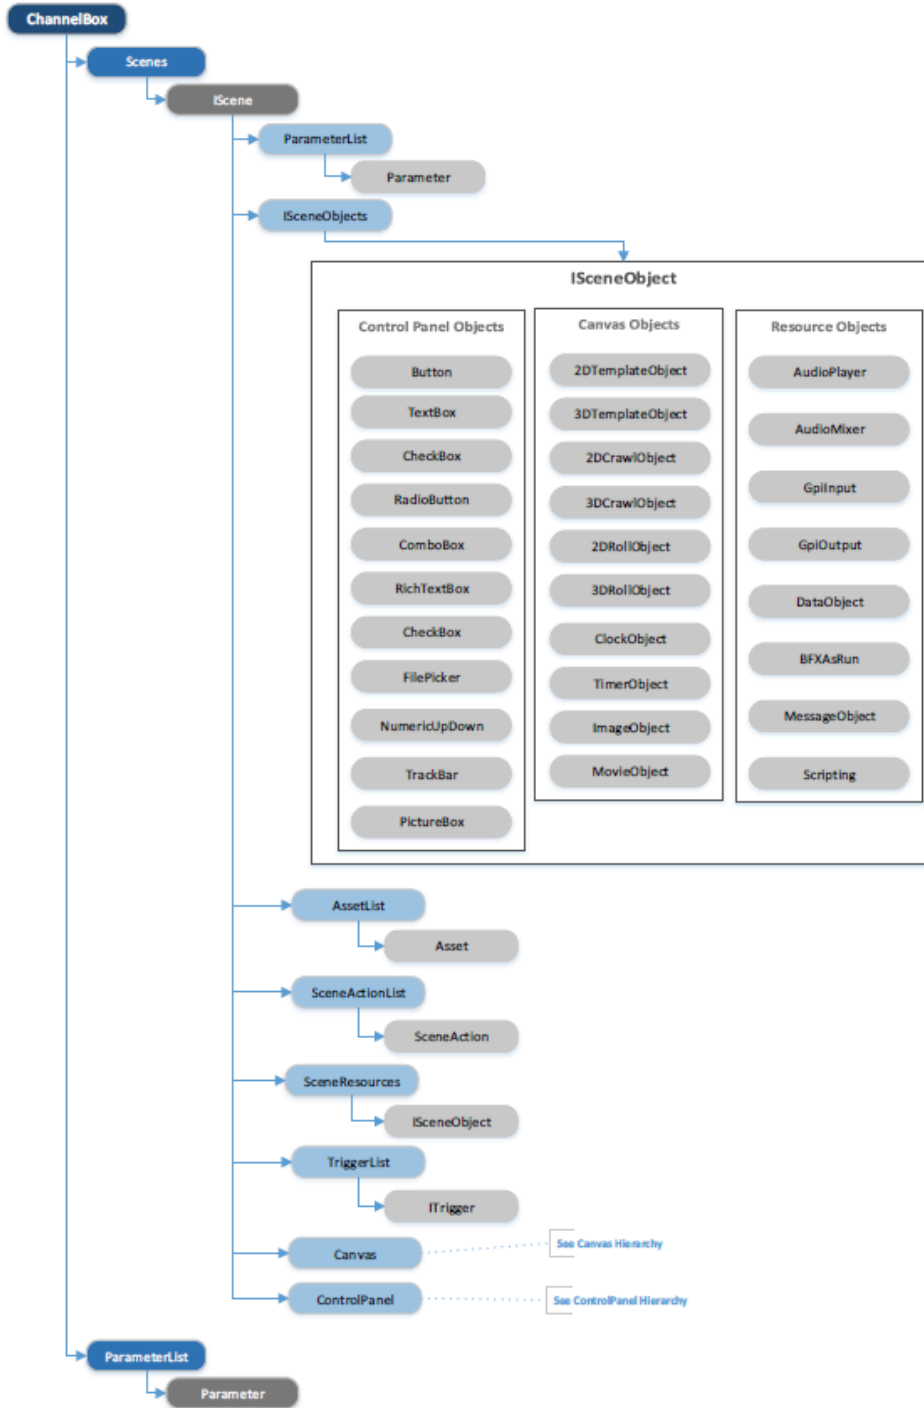 ChannelBox
Scenes
IScene
ParameterList
Parameter
ISceneObjects
ISceneObject
Control Panel Objects
Button
TextBox
CheckBox
RadioButton
ComboBox
RichTextBox
CheckBox
FilePicker
NumericUpDown
TrackBar
PictureBox
Canvas Objects
2DTemplateObject
3DTemplateObject
2DCrawlObject
3DCrawlObject
2DRollObject
3DRollObject
ClockObject
TimerObject
ImageObject
MovieObject
Resource Objects
AudioPlayer
AudioMixer
GpiInput
GpiOutput
DataObject
BFXAsRun
MessageObject
Scripting
AssetList
Asset
SceneActionList
SceneAction
SceneResources
ISceneObject
TriggerList
ITrigger
Canvas
See Canvas Hierarchy
ControlPanel
See ControlPanel Hierarchy
ParameterList
Parameter